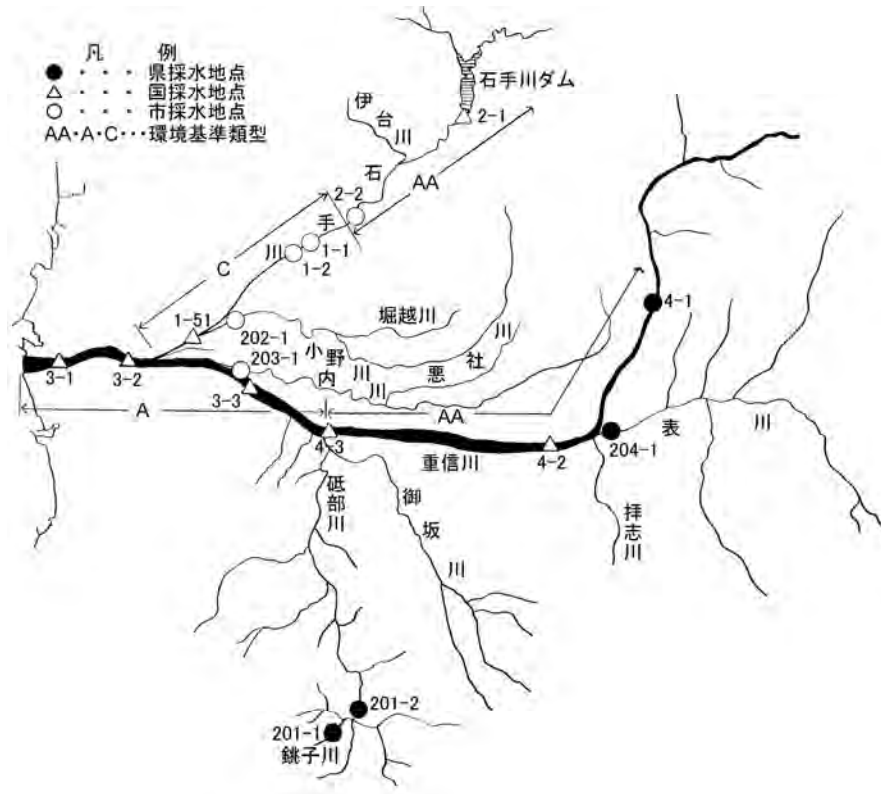 凡 例
● ・・・ 県採水地点
△ ・・・ 国採水地点
○ ・・・ 市採水地点
AA・A・C・・・環境基準類型
石手川ダム
2-1
伊台川
石手川
AA
2-2
1-1
1-2
C
1-51
202-1
堀越川
4-1
小野川
悪社川
203-1
内川
3-1
3-2
3-3
A
AA
4-3
重信川
4-2
204-1
表川
砥部川
御坂川
拝志川
201-2
201-1
銚子川